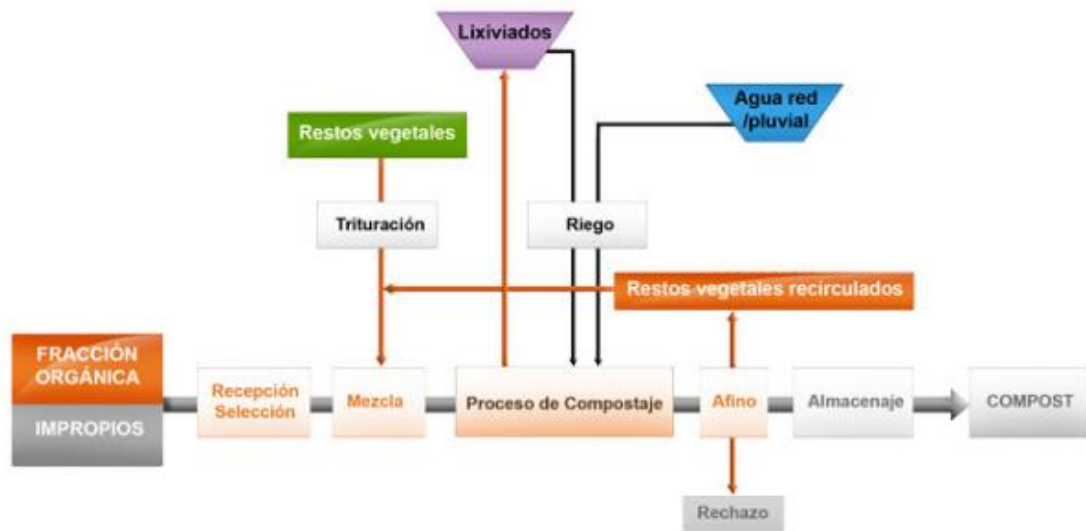 Lixiviados
Agua red
/pluvial
Restos vegetales
Trituración
Riego
Restos vegetales recirculados
FRACCIÓN
ORGÁNICA
IMPROPIOS
Recepción
Selección
Mezcla
Proceso de Compostaje
Afino
Almacenaje
COMPOST
Rechazo